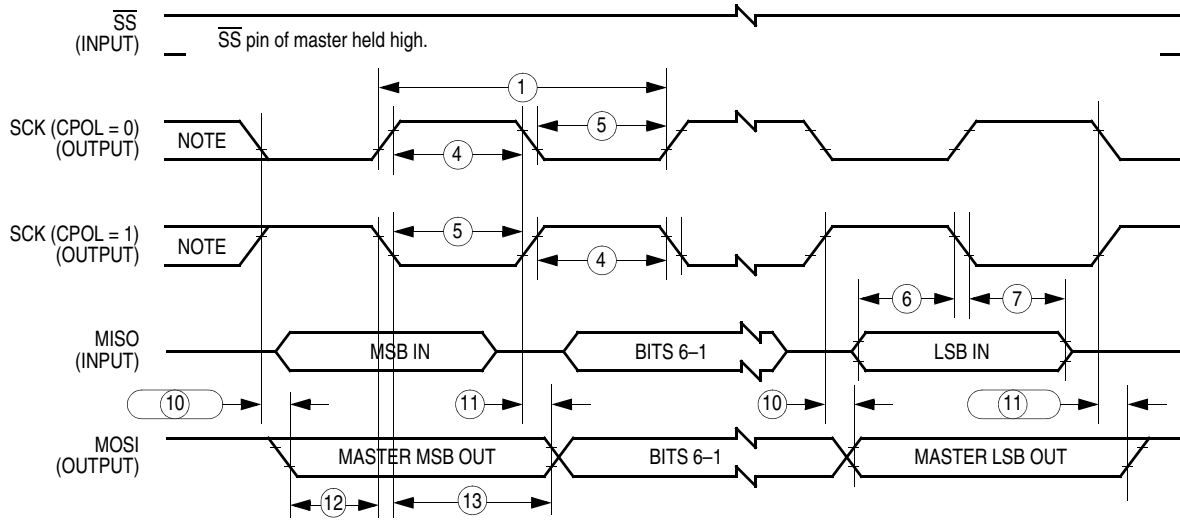 SS
(INPUT)
SS pin of master held high.
1
SCK (CPOL = 0)
(OUTPUT)
NOTE
5
4
SCK (CPOL = 1)
(OUTPUT)
NOTE
5
4
6
7
MISO
(INPUT)
MSB IN
BITS 6–1
LSB IN
10
11
10
11
MOSI
(OUTPUT)
MASTER MSB OUT
BITS 6–1
MASTER LSB OUT
12
13